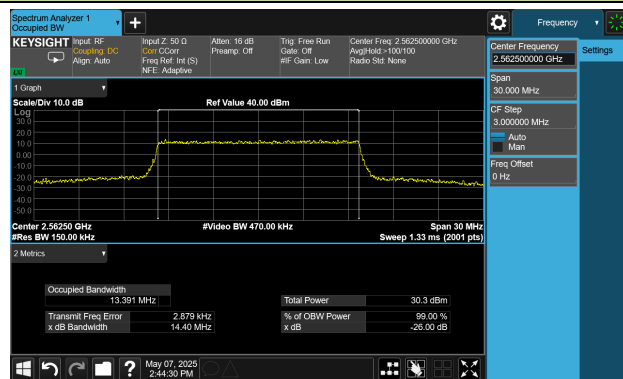 Spectrum Analyzer 1
Occupied BW
Frequency
KEYSIGHT
Input: RF
Coupling: DC
Align: Auto
Input Z: 50 Ω
Corr CCorr
Freq Ref: Int (S)
NFE: Adaptive
Atten: 16 dB
Preamp: Off
Trig: Free Run
Gate: Off
#IF Gain: Low
Center Freq: 2.562500000 GHz
Avg|Hold:>100/100
Radio Std: None
LXI
Center Frequency
2.562500000 GHz
Settings
Span
30.000 MHz
CF Step
3.000000 MHz
Auto
Man
Freq Offset
0 Hz
1 Graph
Scale/Div 10.0 dB
Ref Value 40.00 dBm
Log
30.0
20.0
10.0
0.00
-10.0
-20.0
-30.0
-40.0
-50.0
Center 2.56250 GHz
#Video BW 470.00 kHz
Span 30 MHz
#Res BW 150.00 kHz
Sweep 1.33 ms (2001 pts)
2 Metrics
Occupied Bandwidth
13.391 MHz
Total Power 30.3 dBm
Transmit Freq Error 2.879 kHz
% of OBW Power 99.00 %
x dB Bandwidth 14.40 MHz
x dB -26.00 dB
?
May 07, 2025
2:44:30 PM